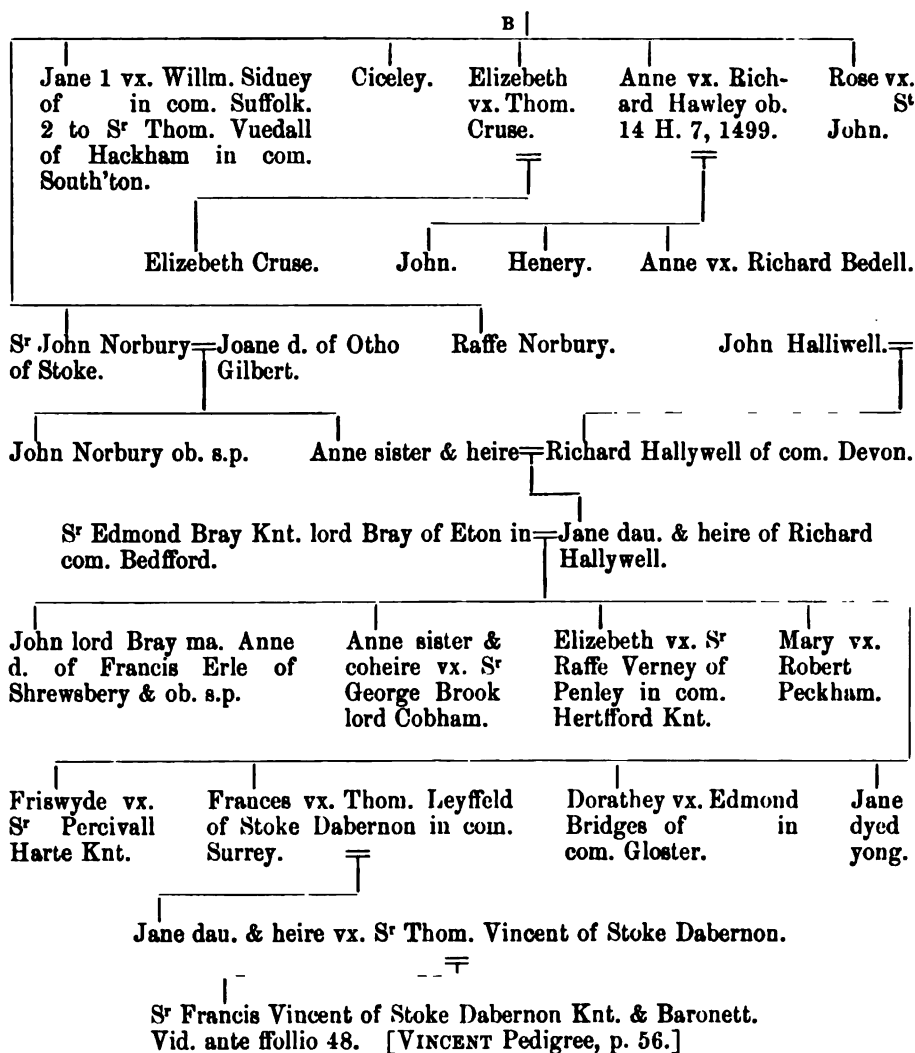 B
Jane 1 vx. Willm. Siduey
of in com. Suffolk.
2 to Sʳ Thom. Vuedall
of Hackham in com.
South'ton.
Ciceley.
Elizebeth
vx. Thom.
Cruse.
Anne vx. Rich-
ard Hawley ob.
14 H. 7, 1499.
Rose vx.
Sᵗ
John.
Elizebeth Cruse.
John.
Henery.
Anne vx. Richard Bedell.
Sʳ John Norbury
of Stoke.
Joane d. of Otho
Gilbert.
Raffe Norbury.
John Halliwell.
John Norbury ob. s.p.
Anne sister & heire
Richard Hallywell of com. Devon.
Sʳ Edmond Bray Knt. lord Bray of Eton in
com. Bedfford.
Jane dau. & heire of Richard
Hallywell.
John lord Bray ma. Anne
d. of Francis Erle of
Shrewsbery & ob. s.p.
Anne sister &
coheire vx. Sʳ
George Brook
lord Cobham.
Elizebeth vx. Sʳ
Raffe Verney of
Penley in com.
Hertfford Knt.
Mary vx.
Robert
Peckham.
Friswyde vx.
Sʳ Percivall
Harte Knt.
Frances vx. Thom. Leyffeld
of Stoke Dabernon in com.
Surrey.
Dorathey vx. Edmond
Bridges of in
com. Gloster.
Jane
dyed
yong.
Jane dau. & heire vx. Sʳ Thom. Vincent of Stoke Dabernon.
Sʳ Francis Vincent of Stoke Dabernon Knt. & Baronett.
Vid. ante ffollio 48. [VINCENT Pedigree, p. 56.]